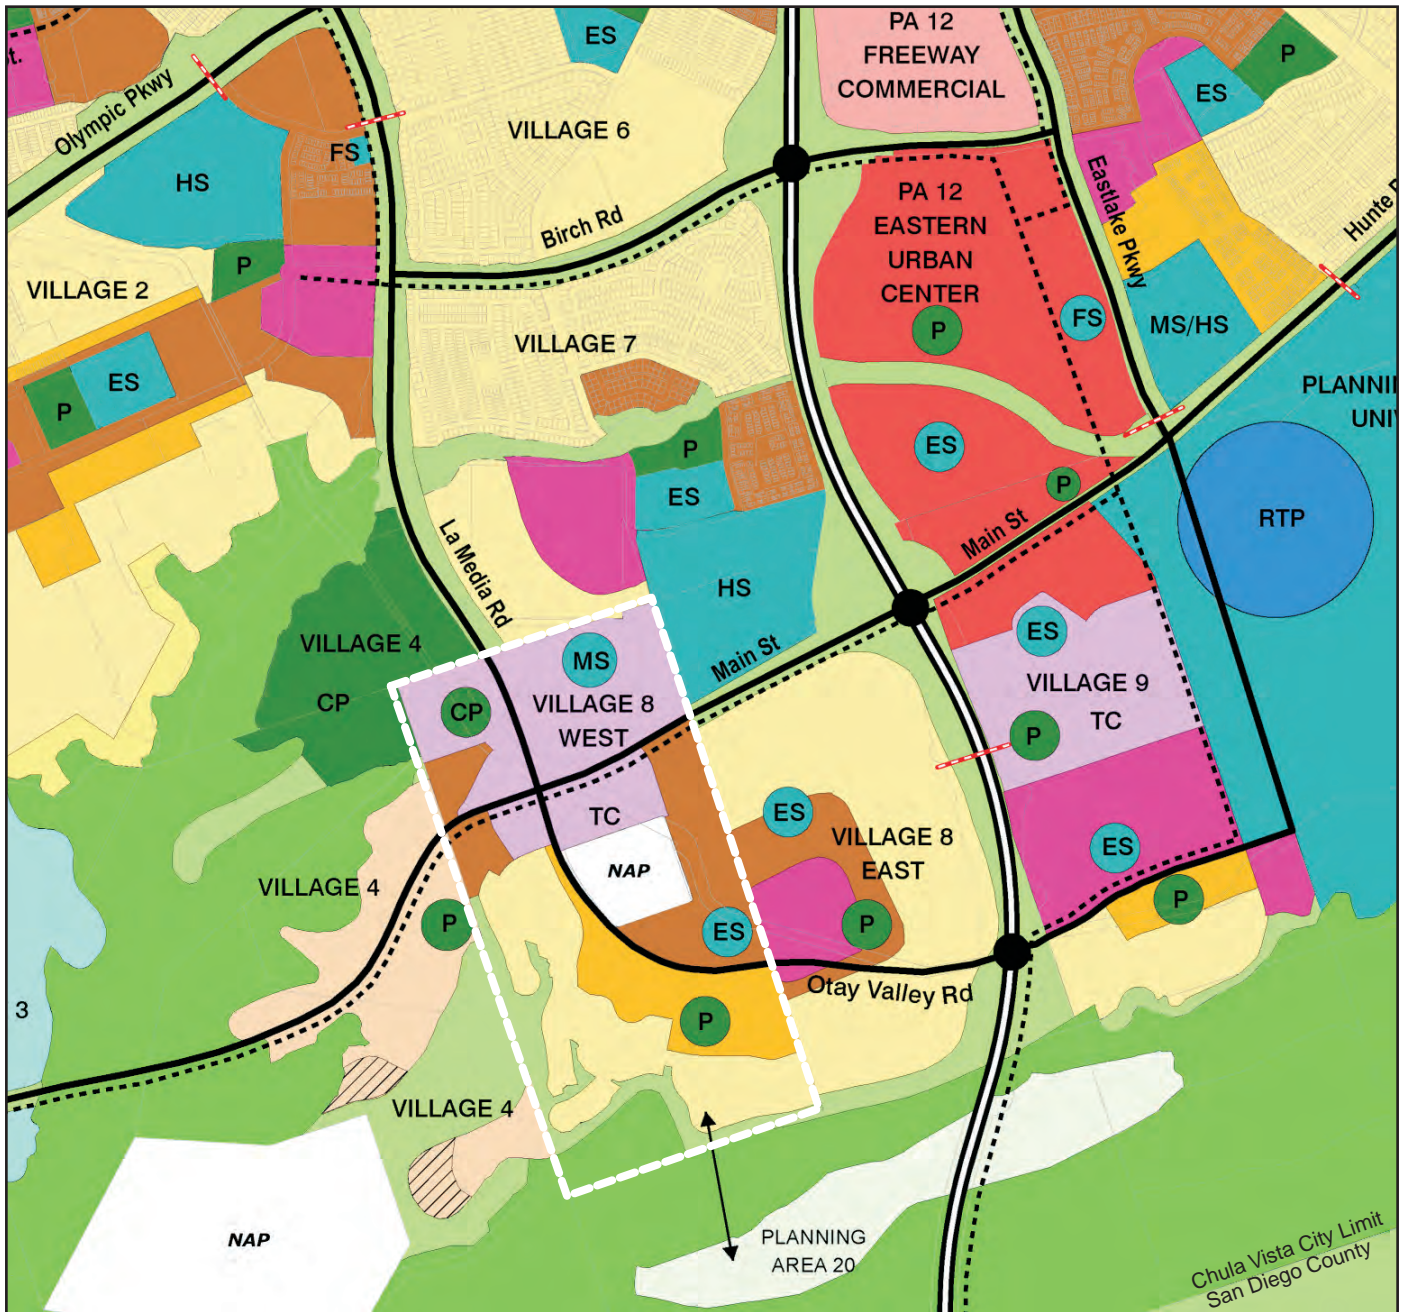 ES
PA 12
FREEWAY
COMMERCIAL
P
ES
Olympic Pkwy
VILLAGE 6
FS
HS
Birch Rd
PA 12
EASTERN
URBAN
CENTER
P
Eastlake Pkwy
Hunte
FS
MS/HS
P
VILLAGE 2
VILLAGE 7
ES
P
P
ES
ES
P
Main St
RTP
La Media Rd
HS
VILLAGE 4
CP
MS
CP
VILLAGE 8
WEST
Main St
TC
NAP
ES
VILLAGE 9
TC
P
ES
ES
VILLAGE 8
EAST
P
P
VILLAGE 4
P
ES
P
Otay Valley Rd
3
VILLAGE 4
NAP
PLANNING
AREA 20
Chula Vista City Limit
San Diego County